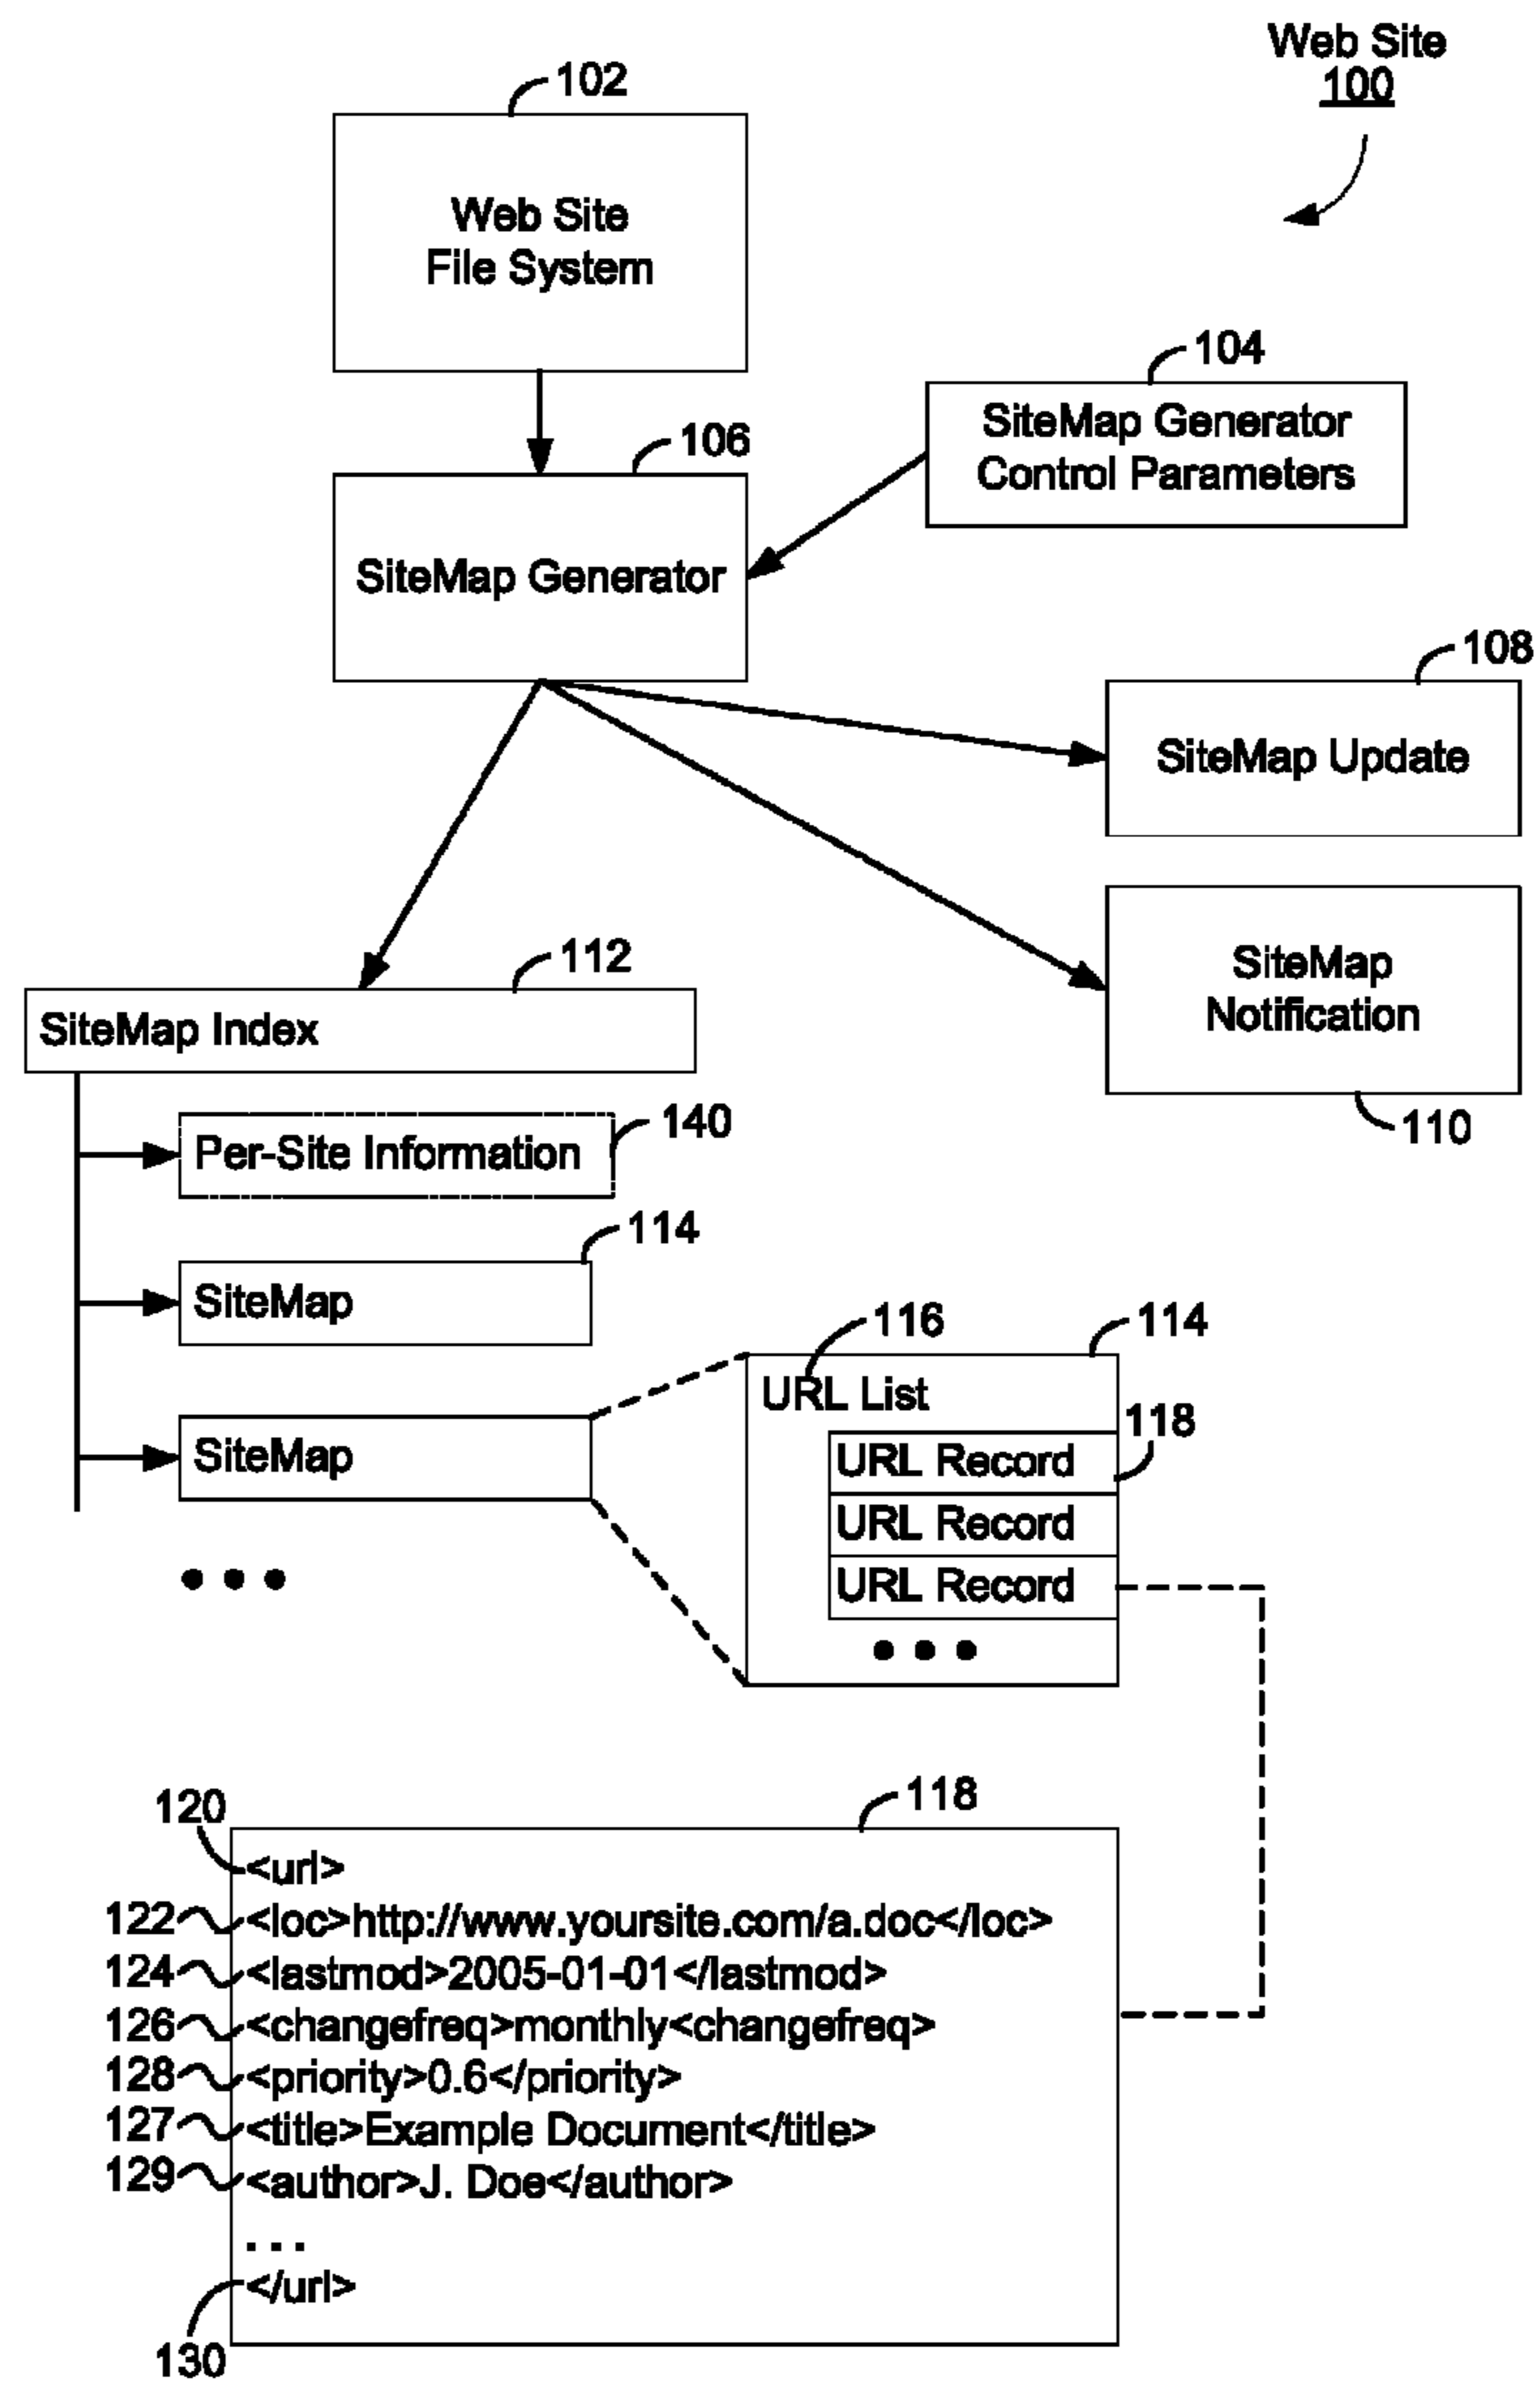 Web Site
100
102
Web Site
File System
104
SiteMap Generator
Control Parameters
106
SiteMap Generator
108
SiteMap Update
112
SiteMap Index
SiteMap
Notification
110
140
Per-Site Information
114
SiteMap
116
114
URL List
118
URL Record
SiteMap
URL Record
URL Record
• • •
• • •
118
120
<url>
122 <loc>http://www.yoursite.com/a.doc</loc>
124 <lastmod>2005-01-01</lastmod>
126 <changefreq>monthly<changefreq>
128 <priority>0.6</priority>
127 <title>Example Document</title>
129 <author>J. Doe</author>
. . .
</url>
130